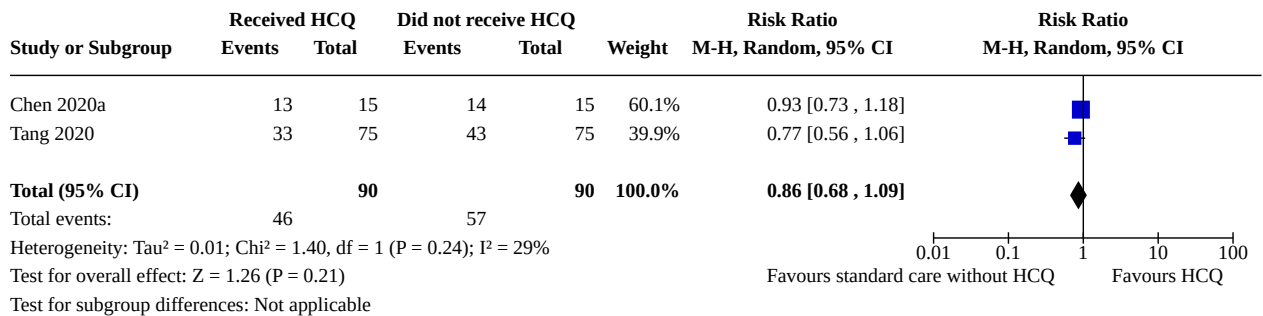 Received HCQ Did not receive HCQ Risk Ratio Risk Ratio
Study or Subgroup Events Total Events Total Weight M-H, Random, 95% CI M-H, Random, 95% CI
Chen 2020a 13 15 14 15 60.1% 0.93 [0.73 , 1.18]
Tang 2020 33 75 43 75 39.9% 0.77 [0.56 , 1.06]
Total (95% CI) 90 90 100.0% 0.86 [0.68 , 1.09]
Total events: 46 57
Heterogeneity: Tau² = 0.01; Chi² = 1.40, df = 1 (P = 0.24); I² = 29%
0.01 0.1 1 10 100
Test for overall effect: Z = 1.26 (P = 0.21) Favours standard care without HCQ Favours HCQ
Test for subgroup differences: Not applicable